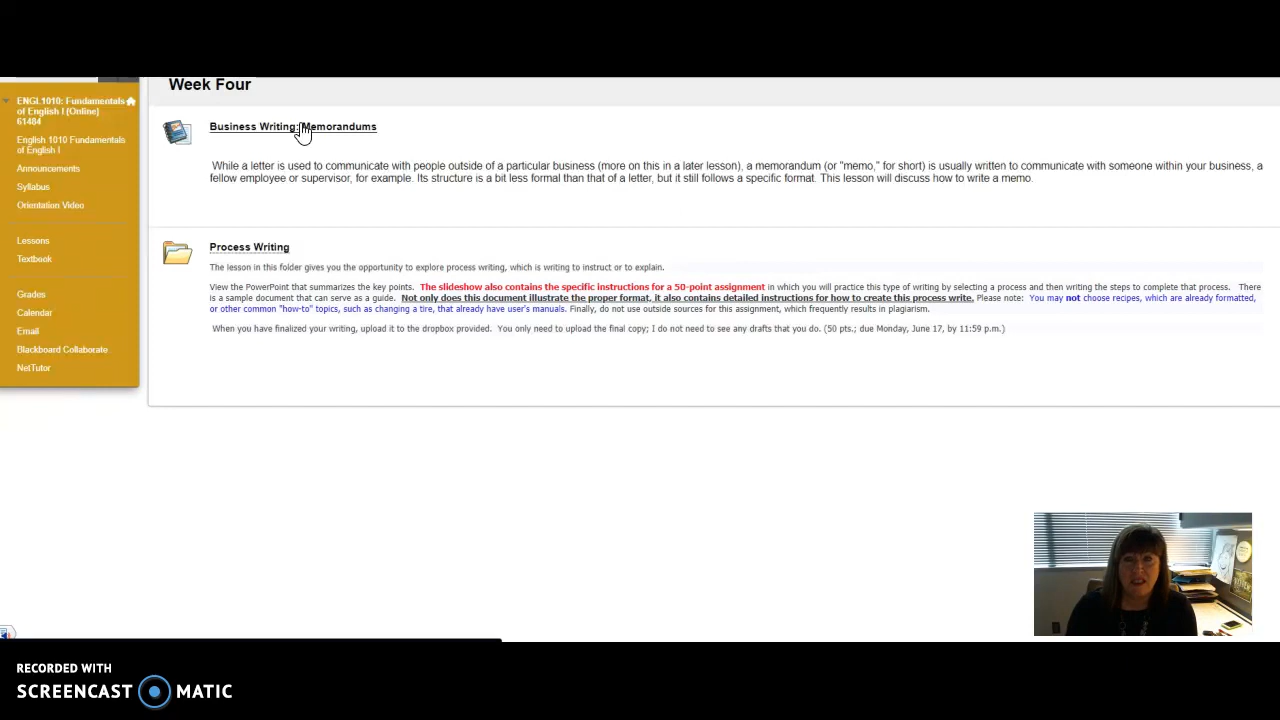 Week Four
ENGL1010: Fundamentals
of English I (Online)
61484
English 1010 Fundamentals
of English I
Announcements
Syllabus
Orientation Video
Lessons
Textbook
Grades
Calendar
Email
Blackboard Collaborate
NetTutor
Business Writing: Memorandums
While a letter is used to communicate with people outside of a particular business (more on this in a later lesson), a memorandum (or "memo," for short) is usually written to communicate with someone within your business, a
fellow employee or supervisor, for example. Its structure is a bit less formal than that of a letter, but it still follows a specific format. This lesson will discuss how to write a memo.
Process Writing
The lesson in this folder gives you the opportunity to explore process writing, which is writing to instruct or to explain.
View the PowerPoint that summarizes the key points. The slideshow also contains the specific instructions for a 50-point assignment in which you will practice this type of writing by selecting a process and then writing the steps to complete that process. There
is a sample document that can serve as a guide. Not only does this document illustrate the proper format, it also contains detailed instructions for how to create this process write. Please note: You may not choose recipes, which are already formatted,
or other common "how-to" topics, such as changing a tire, that already have user's manuals. Finally, do not use outside sources for this assignment, which frequently results in plagiarism.
When you have finalized your writing, upload it to the dropbox provided. You only need to upload the final copy; I do not need to see any drafts that you do. (50 pts.; due Monday, June 17, by 11:59 p.m.)
RECORDED WITH
SCREENCAST MATIC